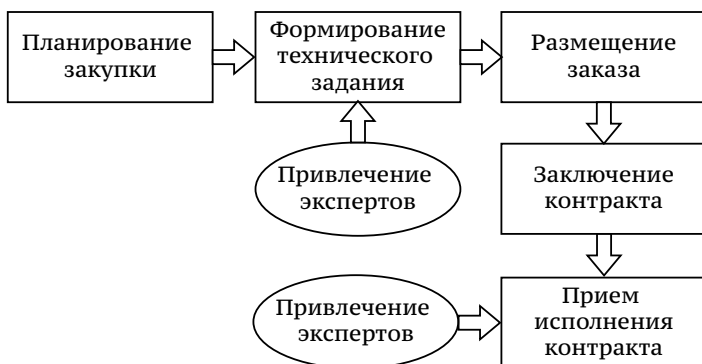 Планирование
закупки
Формирование
технического
задания
Размещение
заказа
Привлечение
экспертов
Заключение
контракта
Привлечение
экспертов
Прием
исполнения
контракта